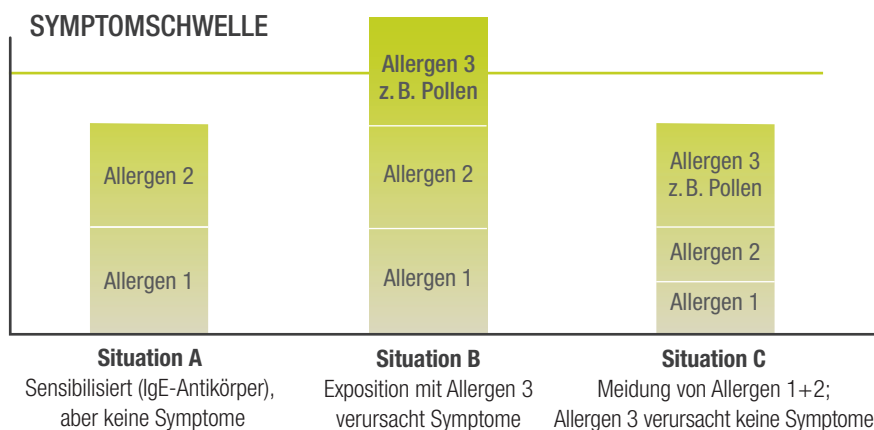 SYMPTOMSCHWELLE
Allergen 2
Allergen 1
Situation A
Sensibilisiert (IgE-Antikörper),
aber keine Symptome
Allergen 3
z. B. Pollen
Allergen 2
Allergen 1
Situation B
Exposition mit Allergen 3
verursacht Symptome
Allergen 3
z. B. Pollen
Allergen 2
Allergen 1
Situation C
Meidung von Allergen 1+2;
Allergen 3 verursacht keine Symptome